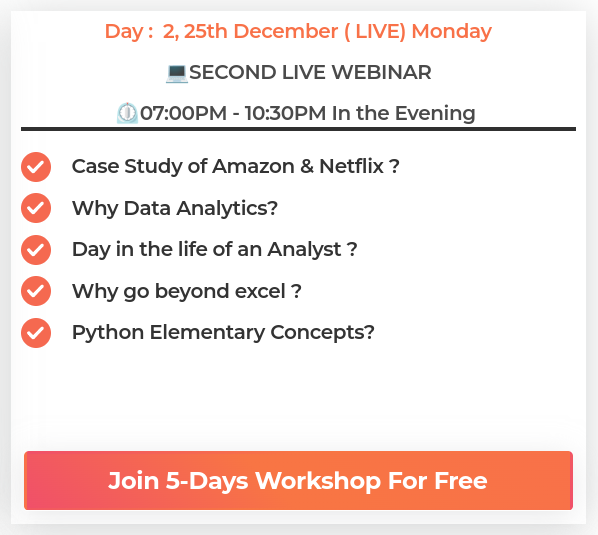 Day : 2, 25th December ( LIVE) Monday
💻SECOND LIVE WEBINAR
⏲️07:00PM - 10:30PM In the Evening
Case Study of Amazon & Netflix ?
Why Data Analytics?
Day in the life of an Analyst ?
Why go beyond excel ?
Python Elementary Concepts?
Join 5-Days Workshop For Free